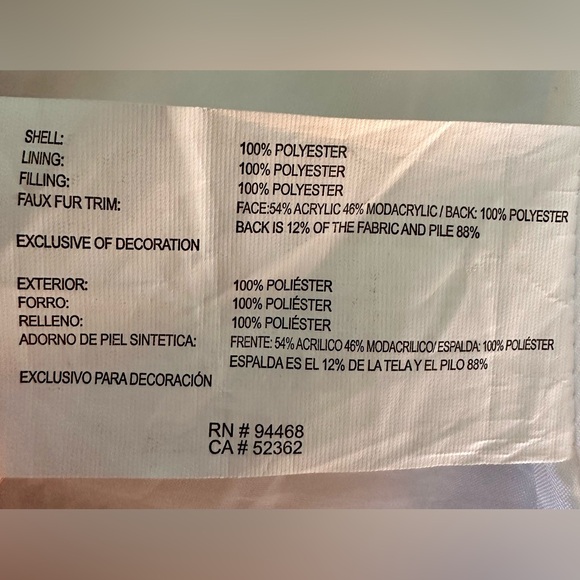 SHELL: 100% POLYESTER
LINING: 100% POLYESTER
FILLING: 100% POLYESTER
FAUX FUR TRIM: FACE:54% ACRYLIC 46% MODACRYLIC / BACK: 100% POLYESTER
BACK IS 12% OF THE FABRIC AND PILE 88%
EXCLUSIVE OF DECORATION
EXTERIOR: 100% POLIÉSTER
FORRO: 100% POLIÉSTER
RELLENO: 100% POLIÉSTER
ADORNO DE PIEL SINTETICA: FRENTE: 54% ACRILICO 46% MODACRILICO/ ESPALDA: 100% POLIÉSTER
ESPALDA ES EL 12% DE LA TELA Y EL PILO 88%
EXCLUSIVO PARA DECORACIÓN
RN # 94468
CA # 52362